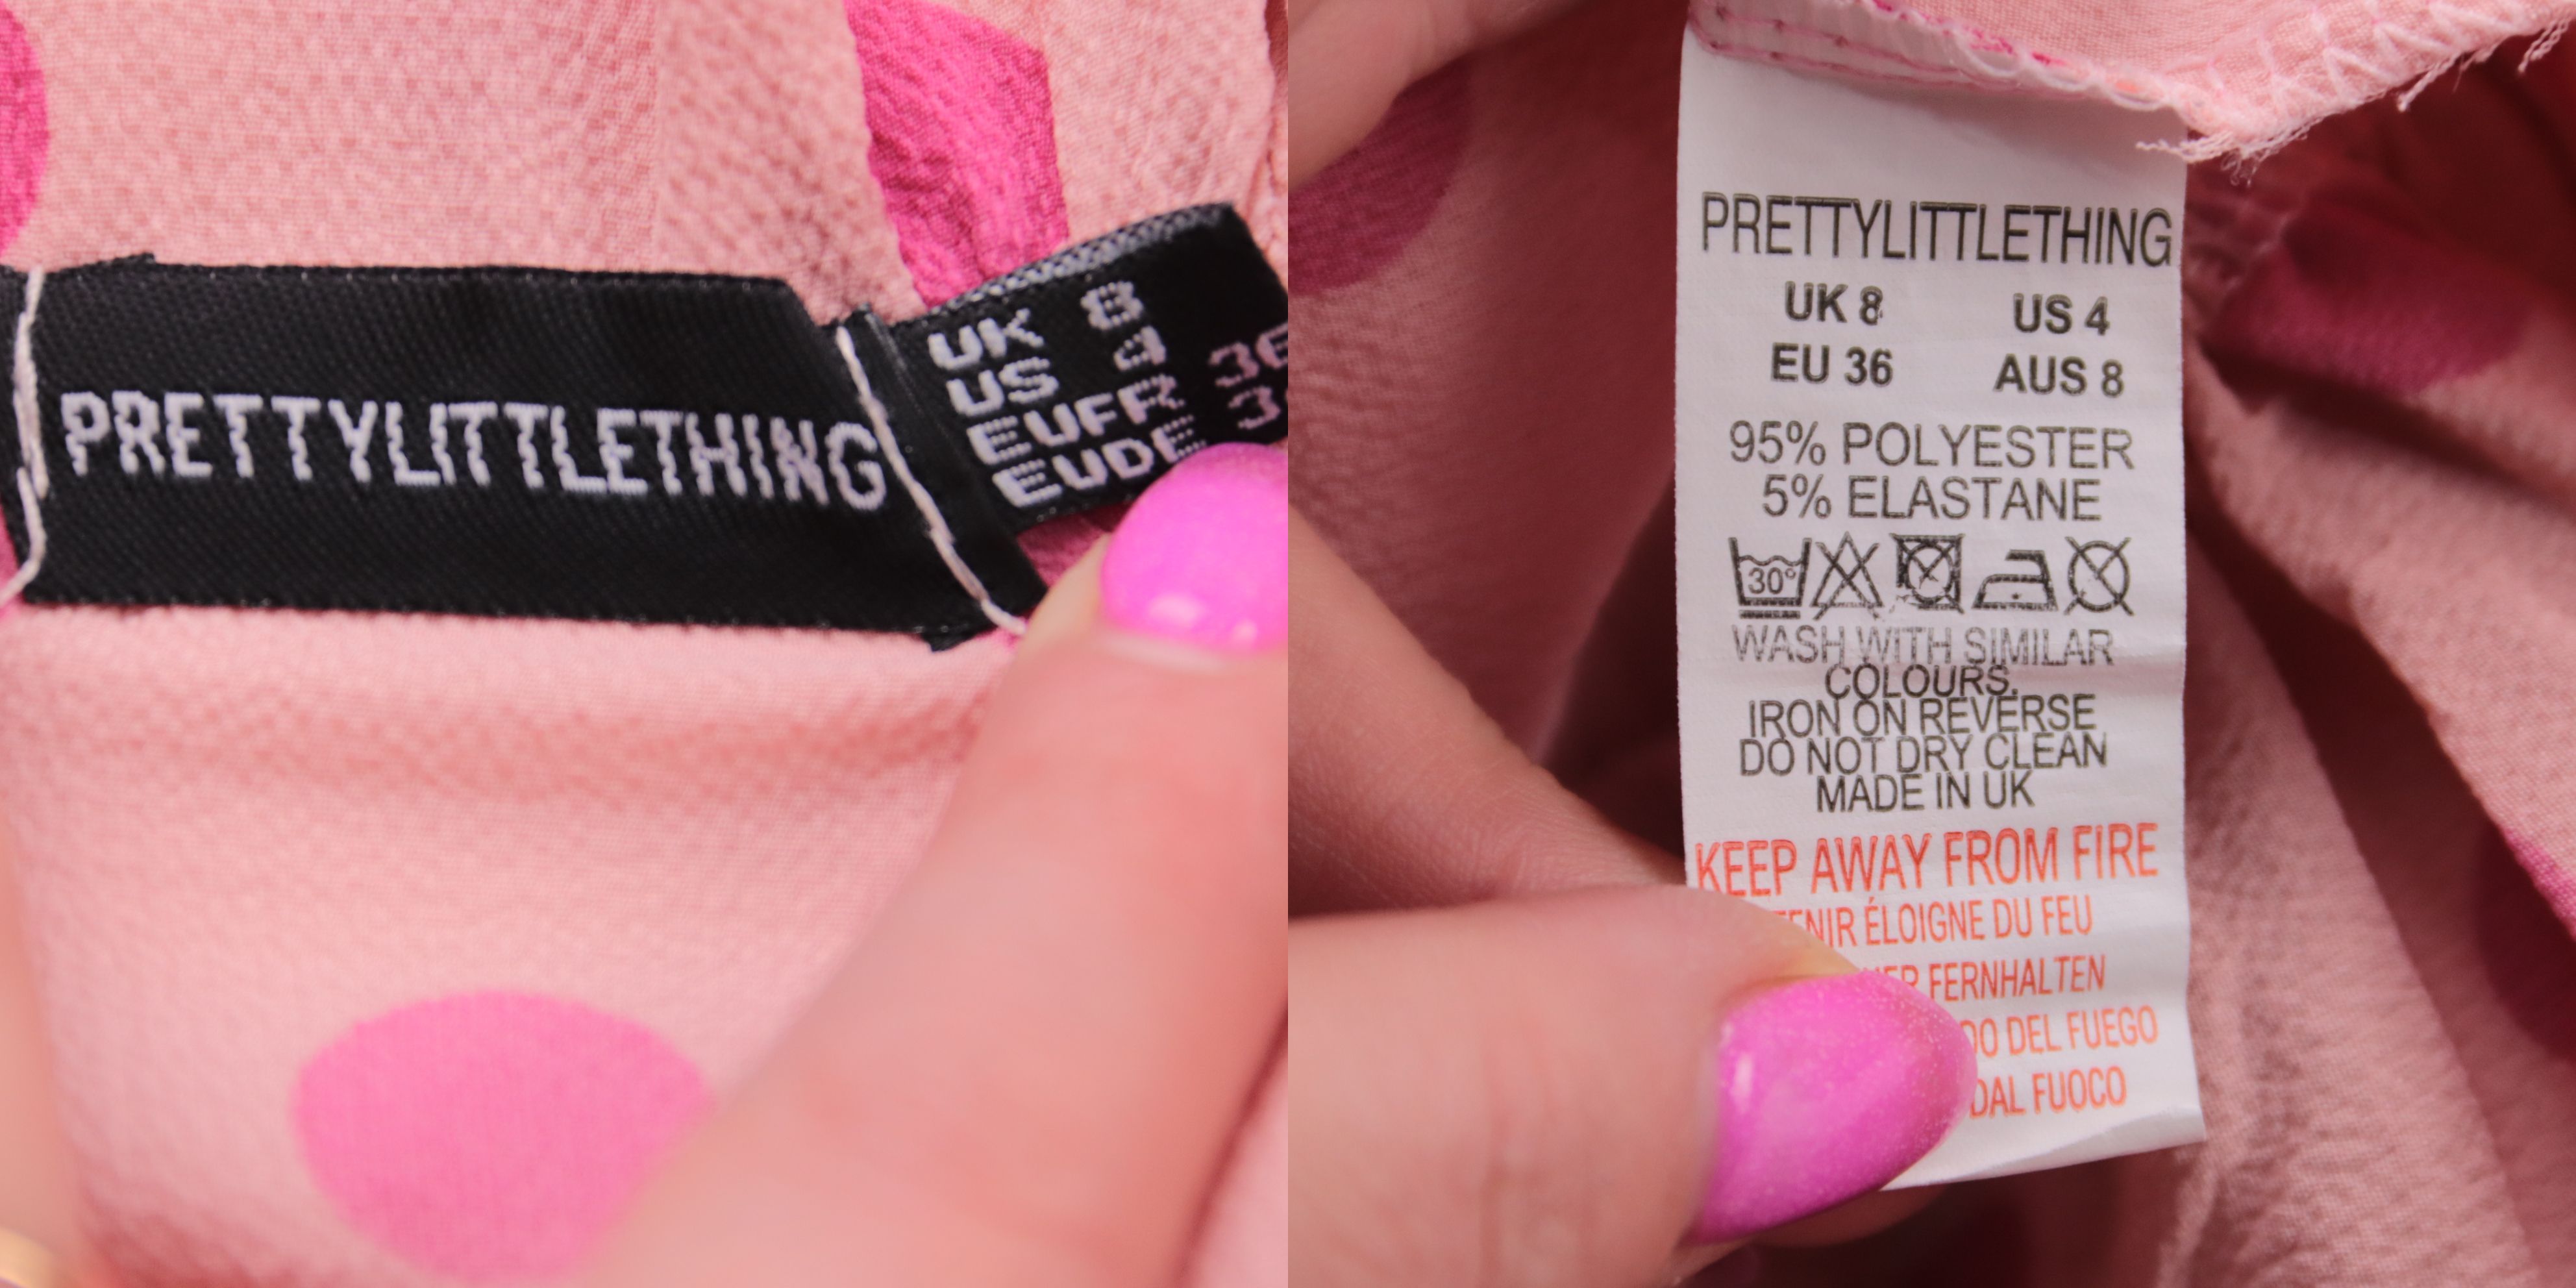 PRETTYLITTLETHING
UK 8
US 4
EUFR
EUDE
PRETTYLITTLETHING
UK 8 US 4
EU 36 AUS 8
95% POLYESTER
5% ELASTANE
30°
WASH WITH SIMILAR
COLOURS.
IRON ON REVERSE
DO NOT DRY CLEAN
MADE IN UK
KEEP AWAY FROM FIRE
ÉLOIGNE DU FEU
FERNHALTEN
DEL FUEGO
DAL FUOCO